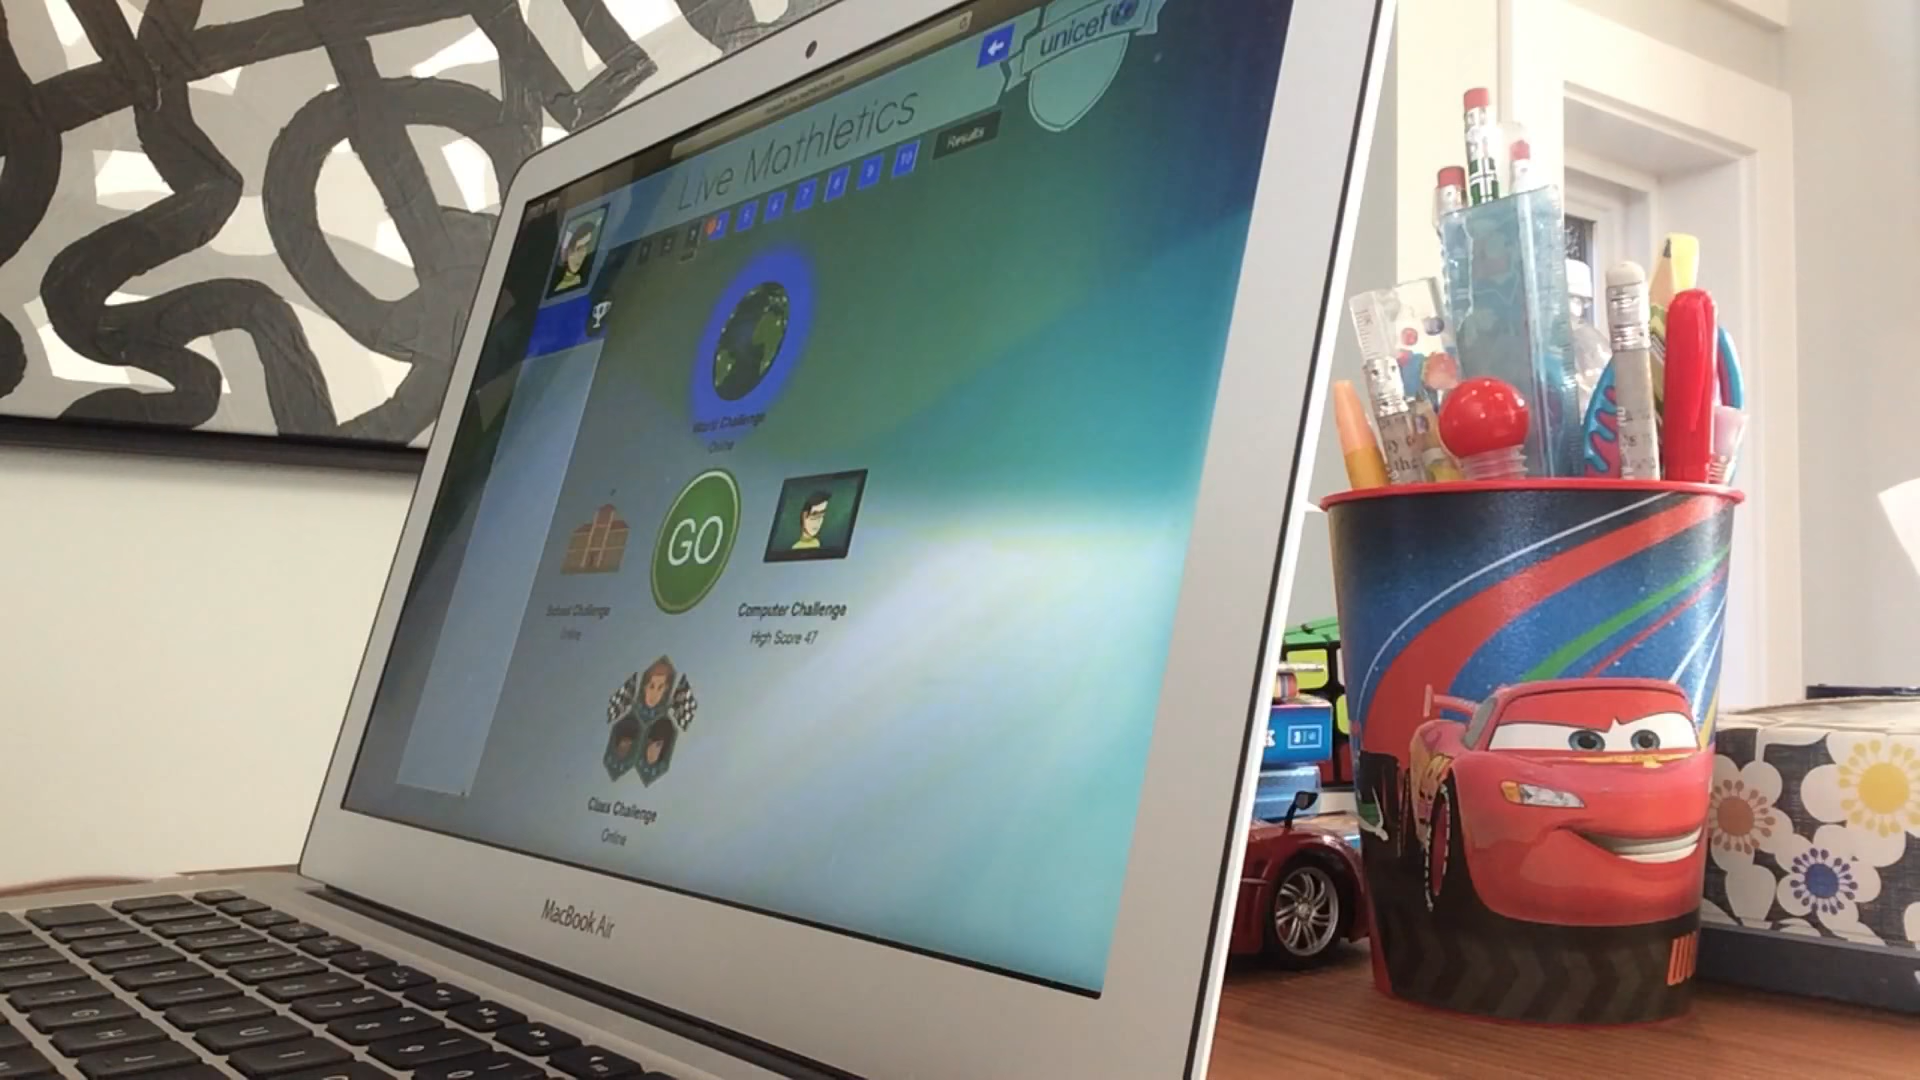 unicef
Live Mathletics
1 2 3 4 5 6 7 8 9 10
Results
World Challenge
Online
GO
School Challenge
Online
Computer Challenge
High Score 47
Class Challenge
Online
MacBook Air